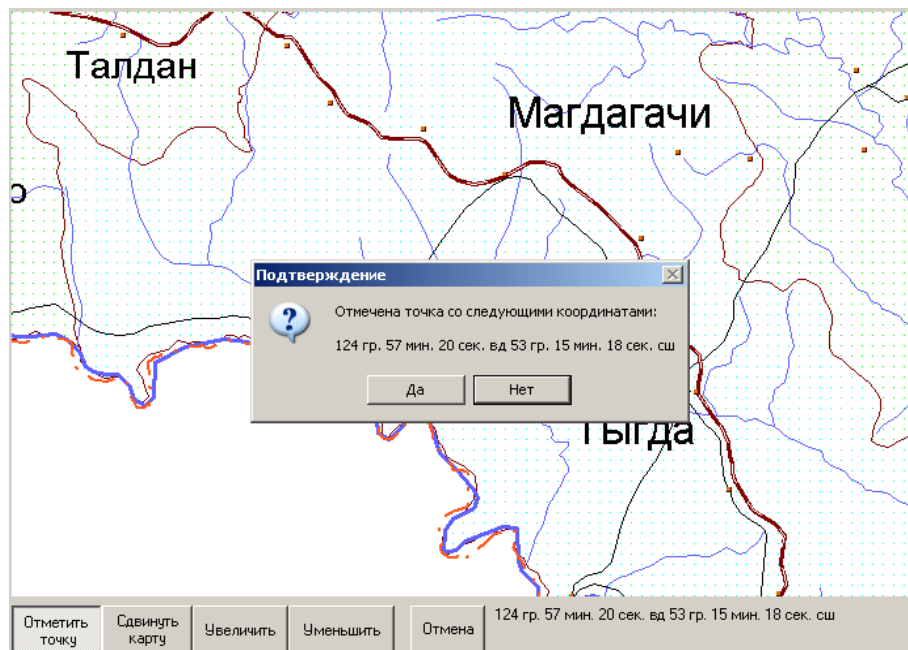 Талдан
Магдагачи
о
Подтверждение
Отмечена точка со следующими координатами:
124 гр. 57 мин. 20 сек. вд 53 гр. 15 мин. 18 сек. сш
Да
Нет
Тыгда
Отметить
точку
Сдвинуть
карту
Увеличить
Уменьшить
Отмена
124 гр. 57 мин. 20 сек. вд 53 гр. 15 мин. 18 сек. сш